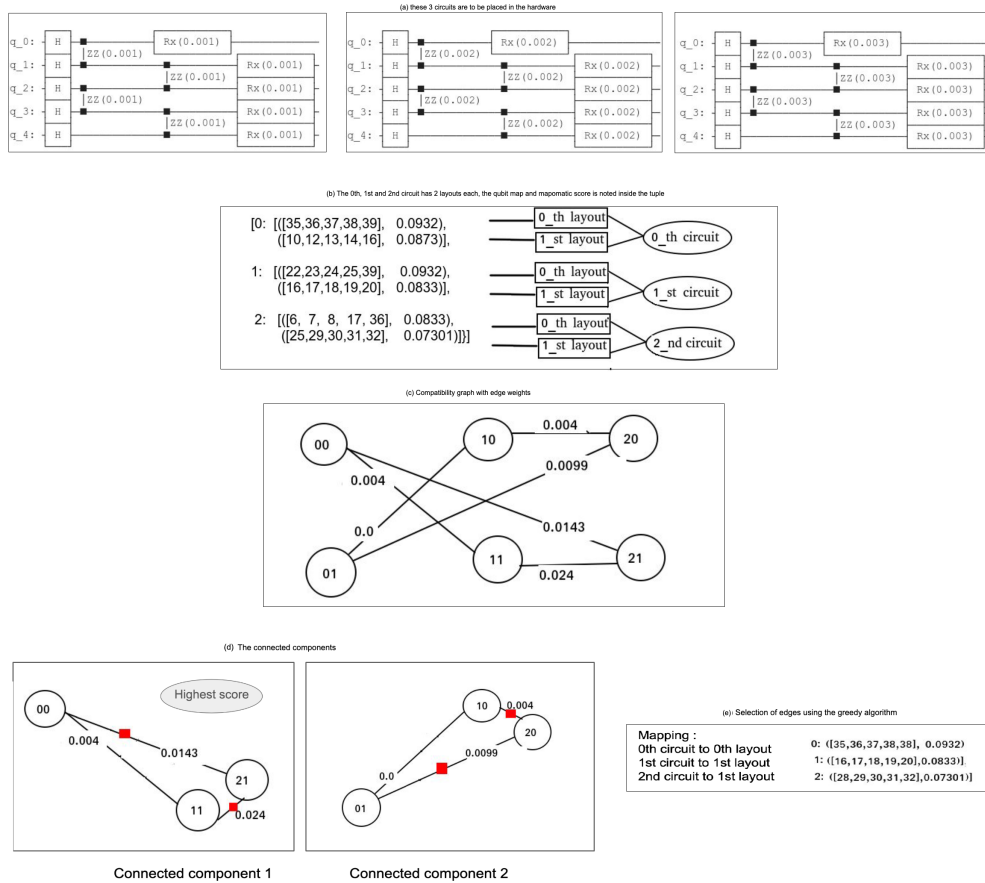 (a) these 3 circuits are to be placed in the hardware
q_0: H ZZ(0.001) Rx(0.001)
q_1: H ZZ(0.001) Rx(0.001)
q_2: H ZZ(0.001) Rx(0.001)
q_3: H ZZ(0.001) Rx(0.001)
q_4: H Rx(0.001)
q_0: H ZZ(0.002) Rx(0.002)
q_1: H ZZ(0.002) Rx(0.002)
q_2: H ZZ(0.002) Rx(0.002)
q_3: H ZZ(0.002) Rx(0.002)
q_4: H Rx(0.002)
q_0: H ZZ(0.003) Rx(0.003)
q_1: H ZZ(0.003) Rx(0.003)
q_2: H ZZ(0.003) Rx(0.003)
q_3: H ZZ(0.003) Rx(0.003)
q_4: H Rx(0.003)
(b) The 0th, 1st and 2nd circuit has 2 layouts each, the qubit map and mapomatic score is noted inside the tuple
[0: [([35,36,37,38,39], 0.0932), 0_th layout
([10,12,13,14,16], 0.0873)], 1_st layout 0_th circuit
1: [([22,23,24,25,39], 0.0932), 0_th layout
([16,17,18,19,20], 0.0833)], 1_st layout 1_st circuit
2: [([6, 7, 8, 17, 36], 0.0833), 0_th layout
([25,29,30,31,32], 0.07301)]}] 1_st layout 2_nd circuit
(c) Compatibility graph with edge weights
00 10 0.004 20
0.004 0.0099
0.0 0.0143
01 11 0.024 21
(d) The connected components
Highest score
00
0.004 0.0143
21
11 0.024
10 0.004
20
0.0099
0.0
01
Connected component 1 Connected component 2
(e): Selection of edges using the greedy algorithm
Mapping :
0th circuit to 0th layout 0: ([35,36,37,38,38], 0.0932)
1st circuit to 1st layout 1: ([16,17,18,19,20],0.0833)].
2nd circuit to 1st layout 2: ([28,29,30,31,32],0.07301)]